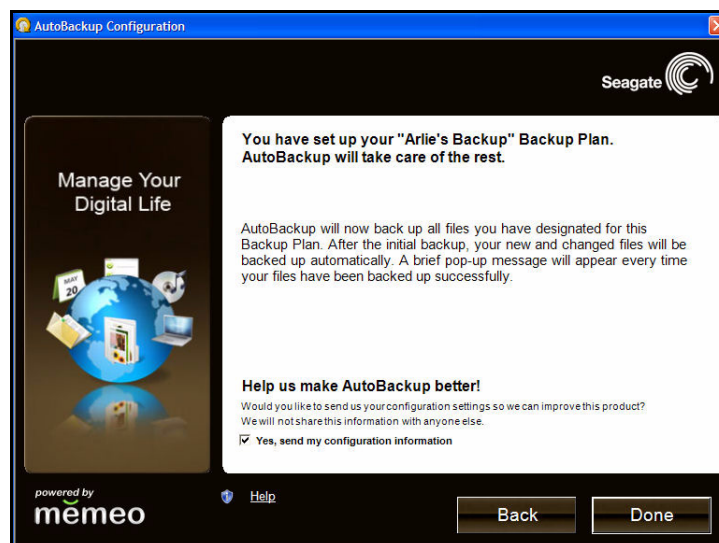 AutoBackup Configuration
Seagate
Manage Your
Digital Life
MAY
20
You have set up your "Arlie's Backup" Backup Plan.
AutoBackup will take care of the rest.
AutoBackup will now back up all files you have designated for this
Backup Plan. After the initial backup, your new and changed files will be
backed up automatically. A brief pop-up message will appear every time
your files have been backed up successfully.
Help us make AutoBackup better!
Would you like to send us your configuration settings so we can improve this product?
We will not share this information with anyone else.
Yes, send my configuration information
powered by
memeo
Help
Back
Done